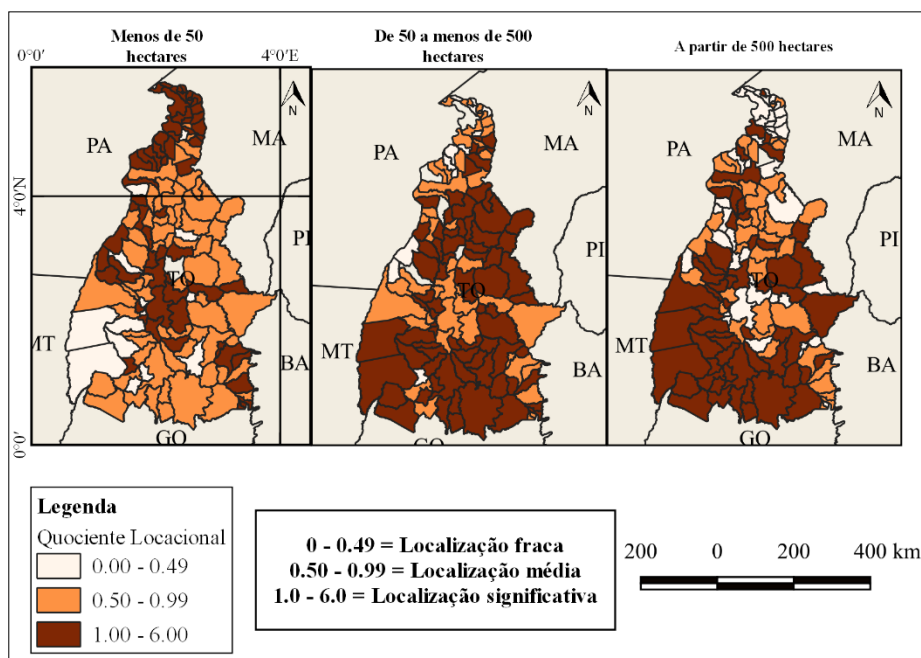 Menos de 50
hectares
De 50 a menos de 500
hectares
A partir de 500 hectares
0°0′
4°0′E
4°0′N
0°0′
N
PA
MA
PI
TO
MT
BA
GO
N
PA
MA
PI
TO
MT
BA
GO
N
PA
MA
PI
TO
MT
BA
GO
Legenda
Quociente Locacional
0.00 - 0.49
0.50 - 0.99
1.00 - 6.00
0 - 0.49 = Localização fraca
0.50 - 0.99 = Localização média
1.0 - 6.0 = Localização significativa
200 0 200 400 km